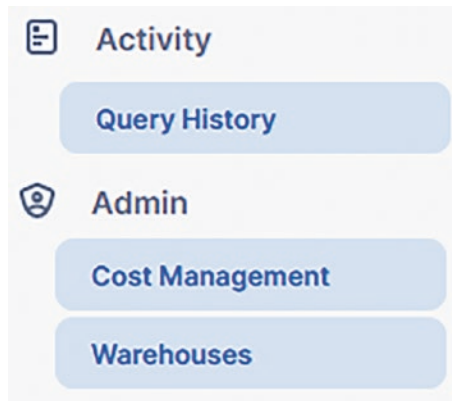 Activity
Query History
Admin
Cost Management
Warehouses